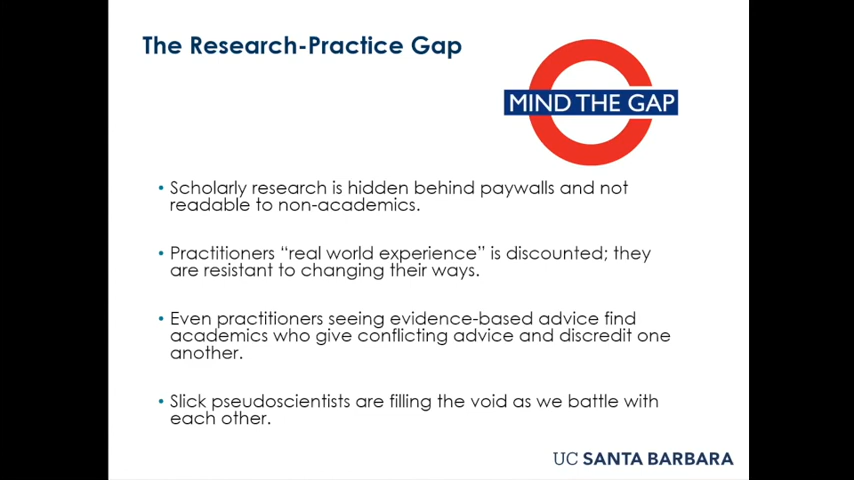 The Research-Practice Gap
MIND THE GAP
• Scholarly research is hidden behind paywalls and not
readable to non-academics.
• Practitioners “real world experience” is discounted; they
are resistant to changing their ways.
• Even practitioners seeing evidence-based advice find
academics who give conflicting advice and discredit one
another.
• Slick pseudoscientists are filling the void as we battle with
each other.
UC SANTA BARBARA